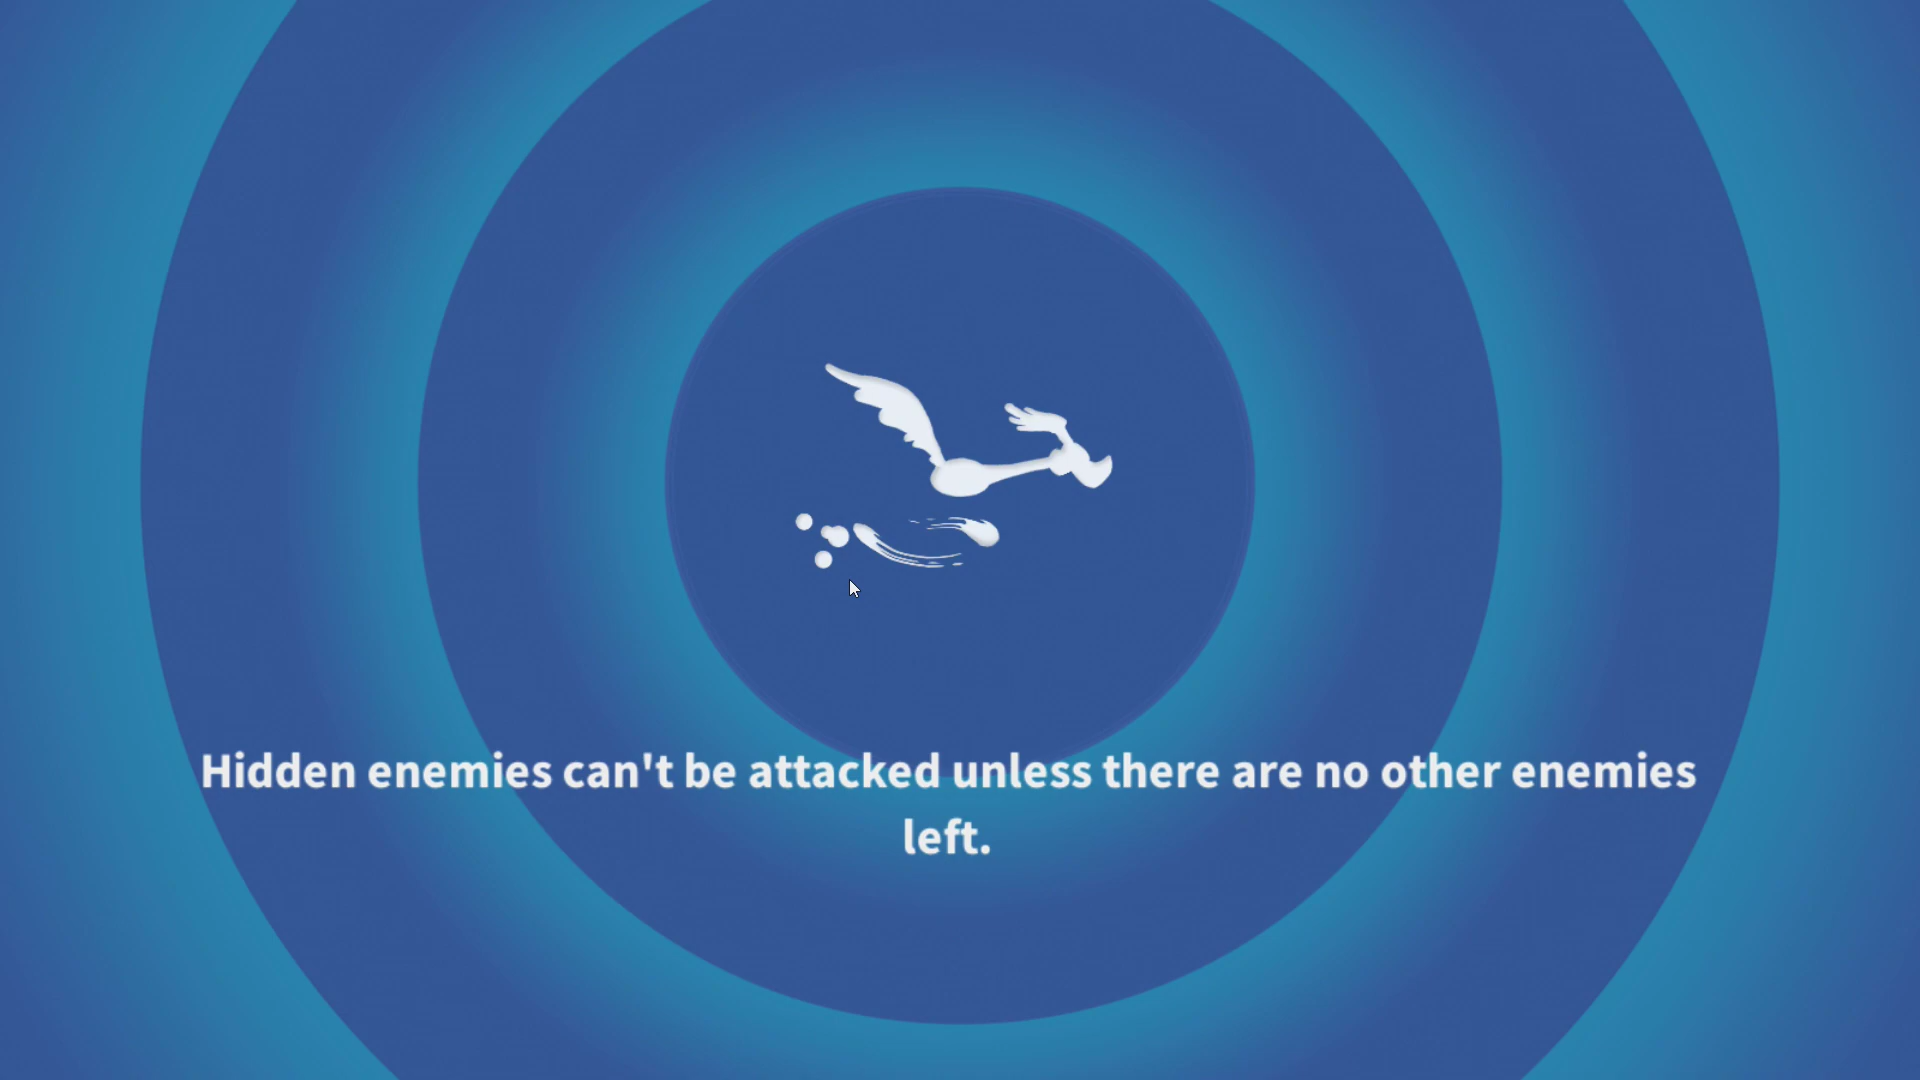 Hidden enemies can't be attacked unless there are no other enemies
left.